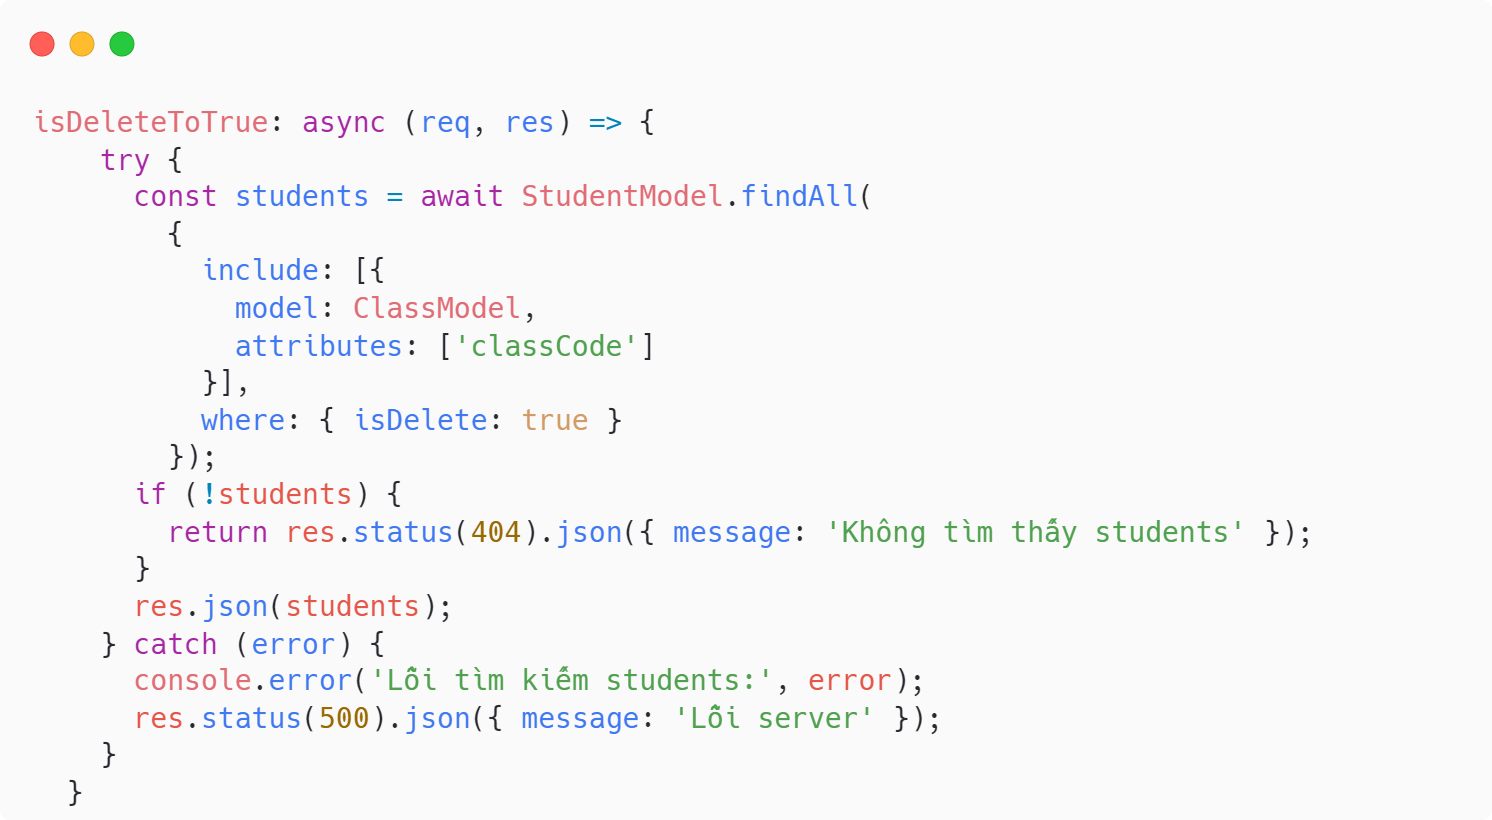 isDeleteToTrue: async (req, res) => {
    try {
      const students = await StudentModel.findAll(
        {
          include: [{
            model: ClassModel,
            attributes: ['classCode']
          }],
          where: { isDelete: true }
        });
      if (!students) {
        return res.status(404).json({ message: 'Không tìm thấy students' });
      }
      res.json(students);
    } catch (error) {
      console.error('Lỗi tìm kiếm students:', error);
      res.status(500).json({ message: 'Lỗi server' });
    }
  }